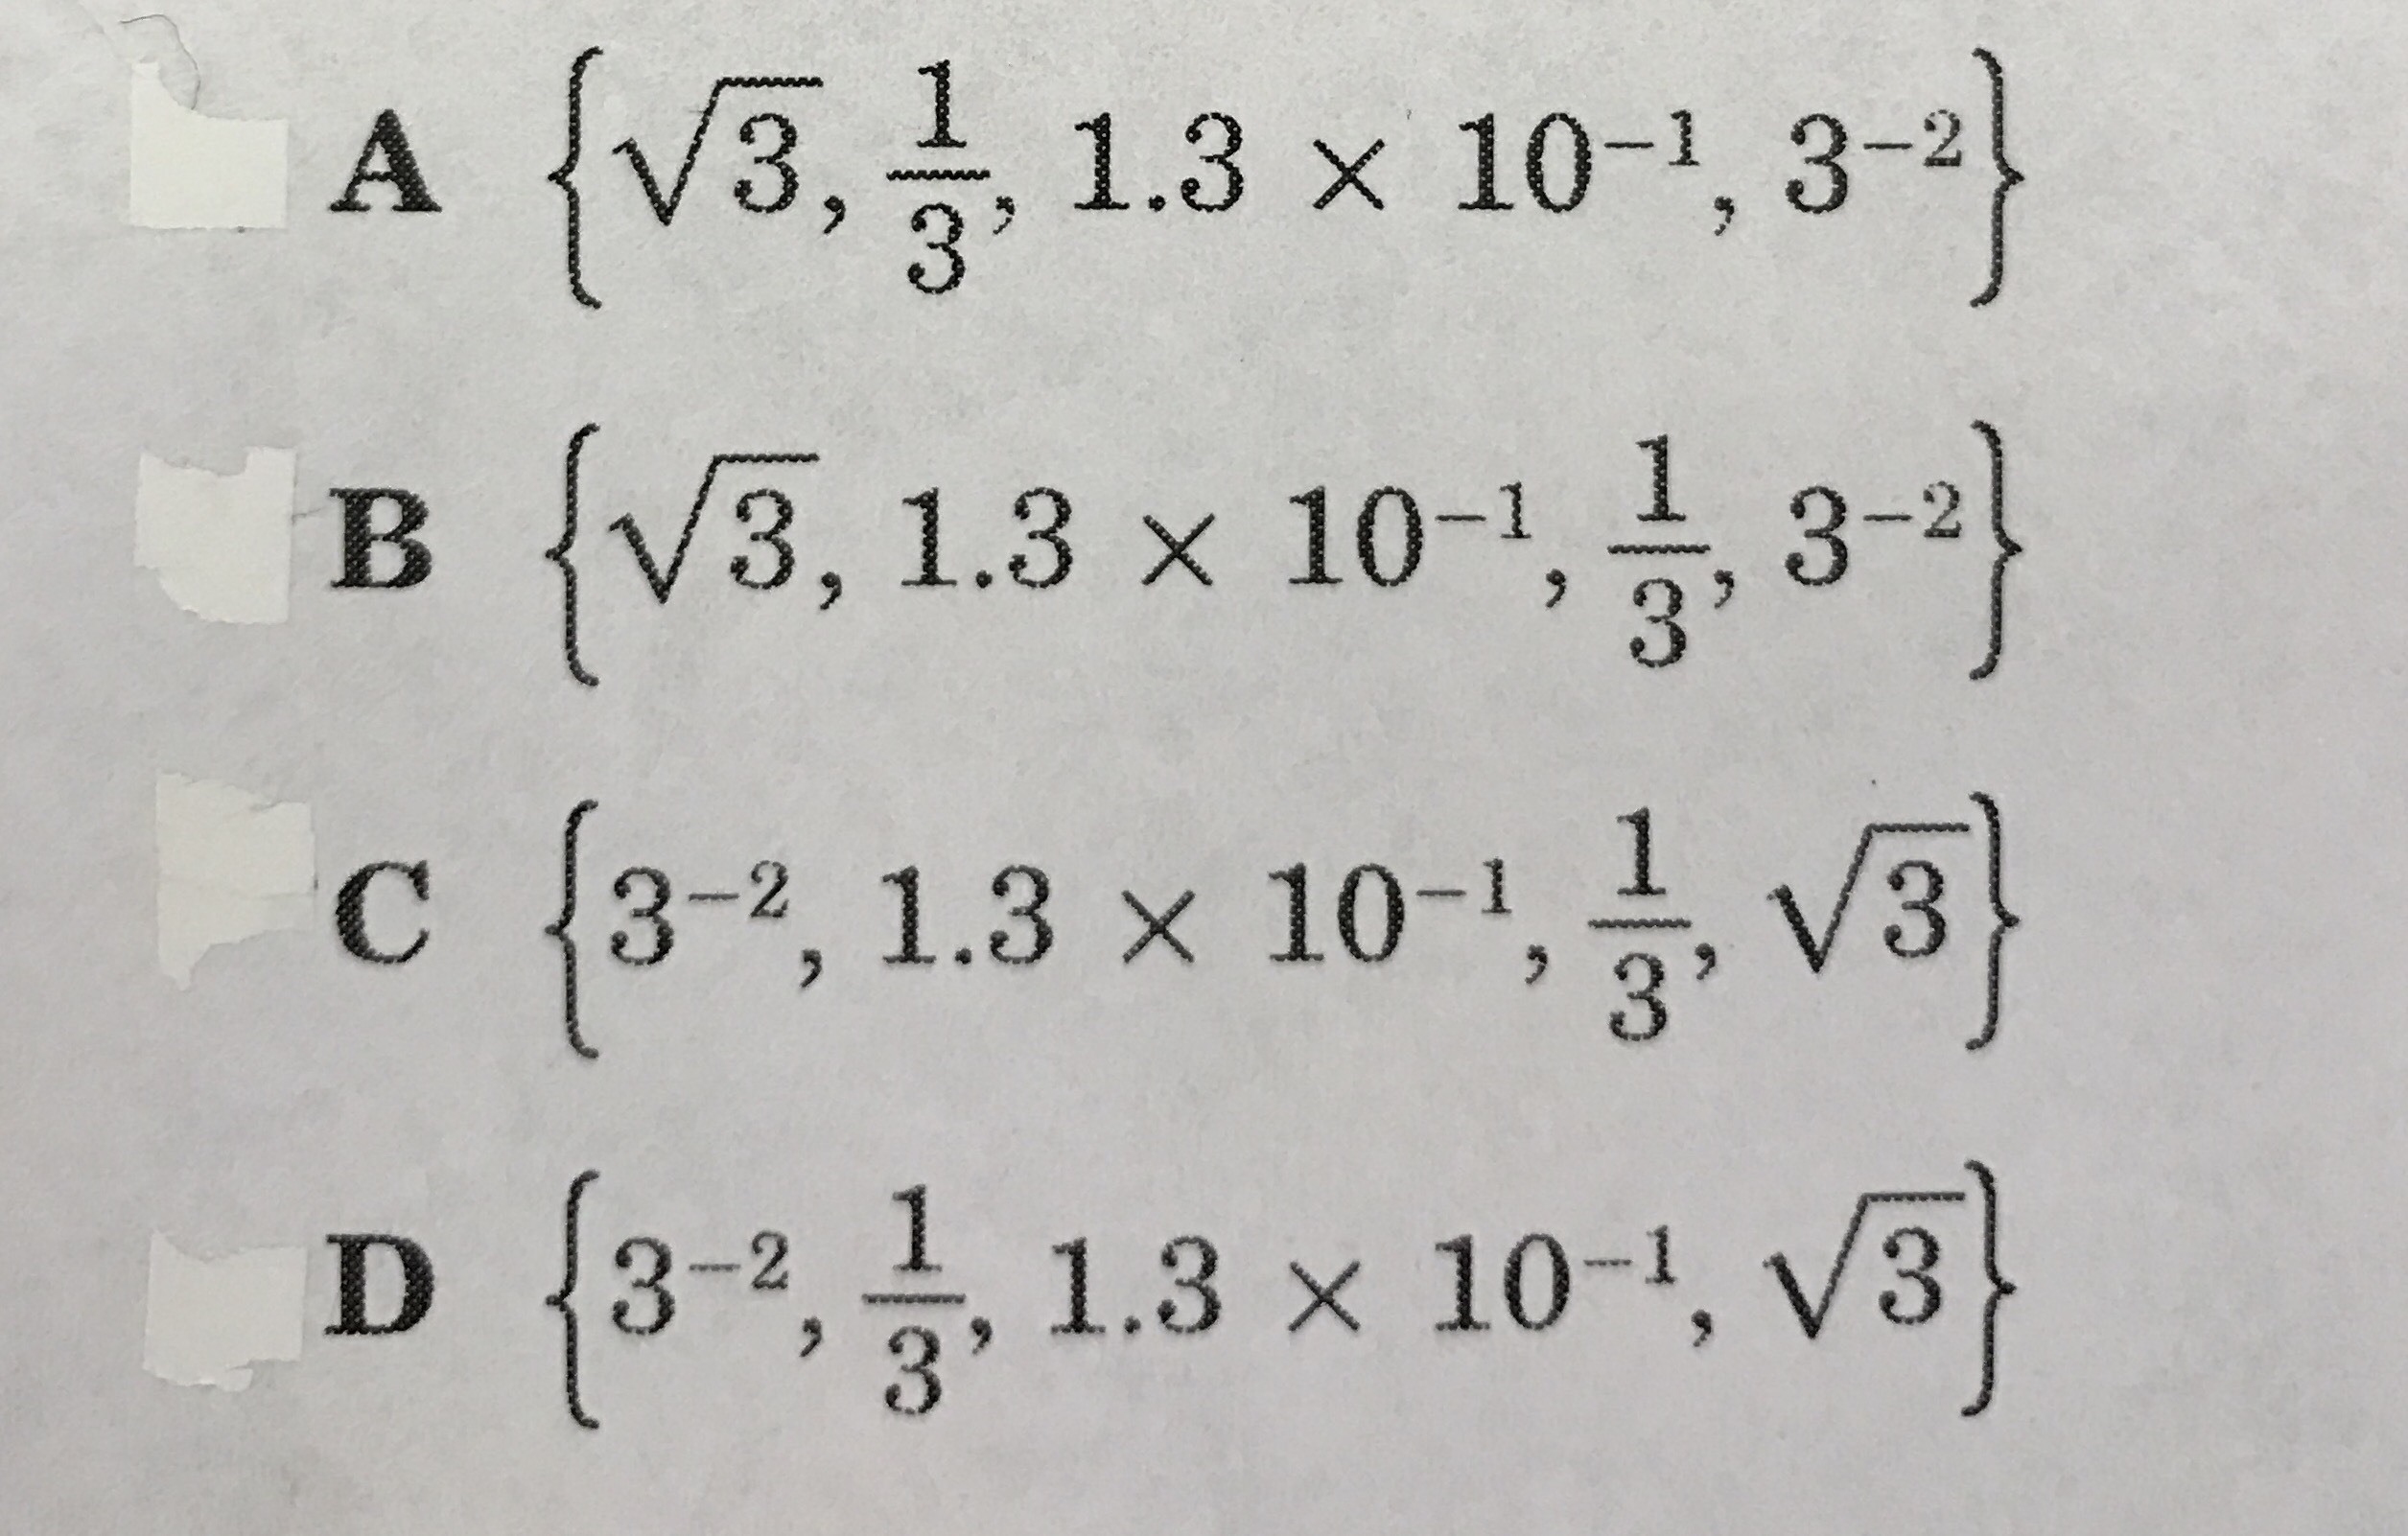 A {√3, 1/3, 1.3 × 10⁻¹, 3⁻²}
B {√3, 1.3 × 10⁻¹, 1/3, 3⁻²}
C {3⁻², 1.3 × 10⁻¹, 1/3, √3}
D {3⁻², 1/3, 1.3 × 10⁻¹, √3}